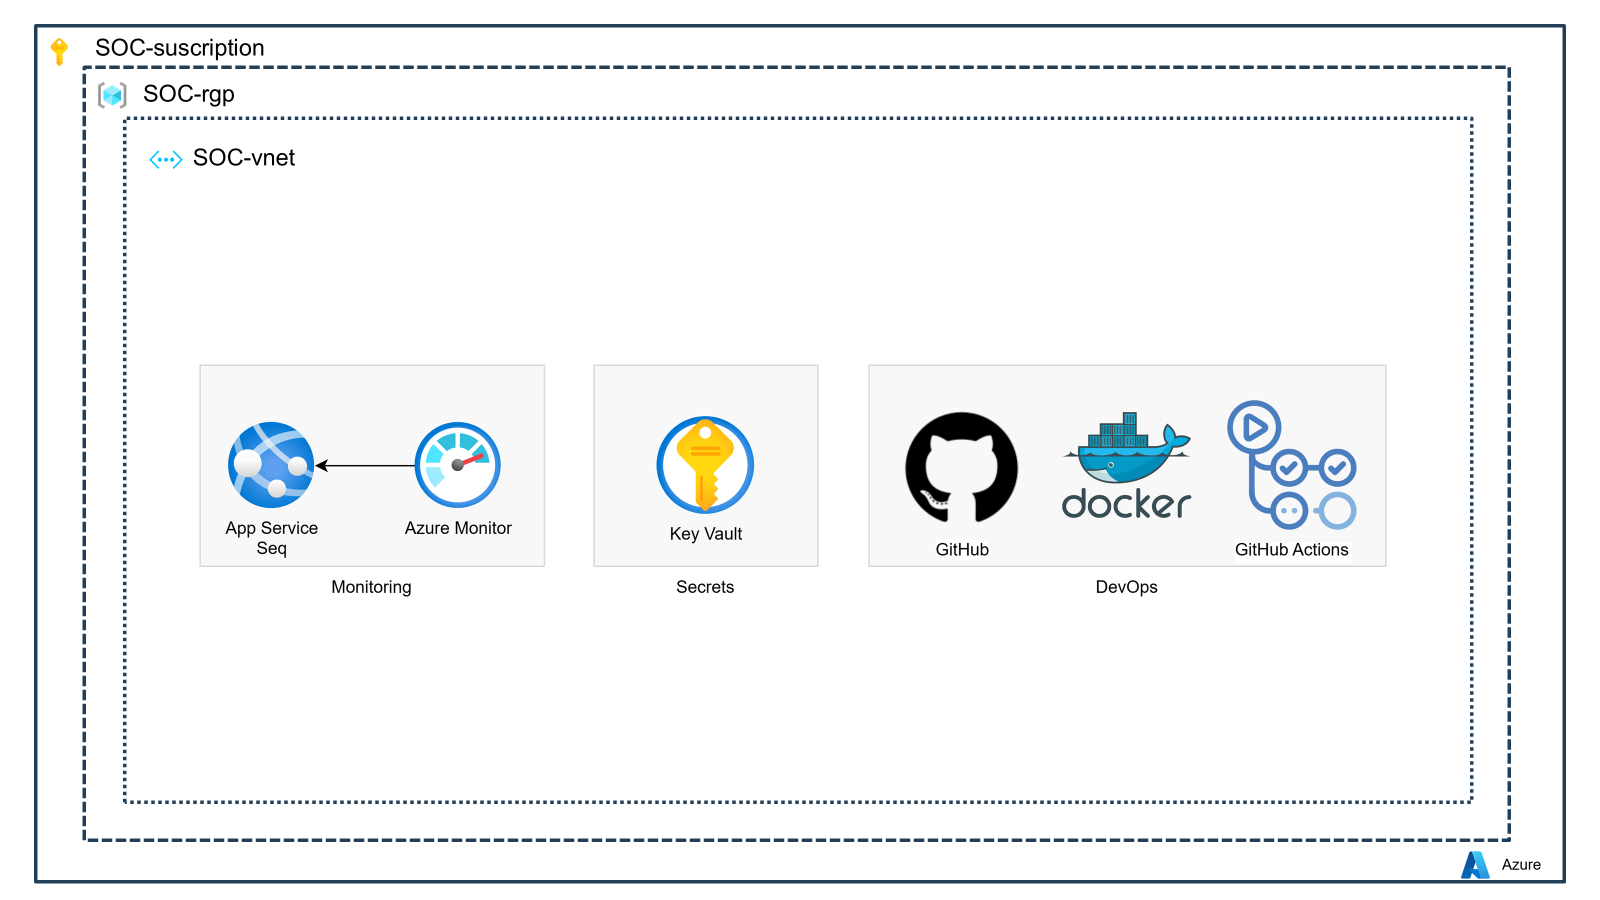 SOC-suscription
SOC-rgp
SOC-vnet
App Service
Seq
Azure Monitor
Monitoring
Key Vault
Secrets
GitHub
docker
GitHub Actions
DevOps
Azure